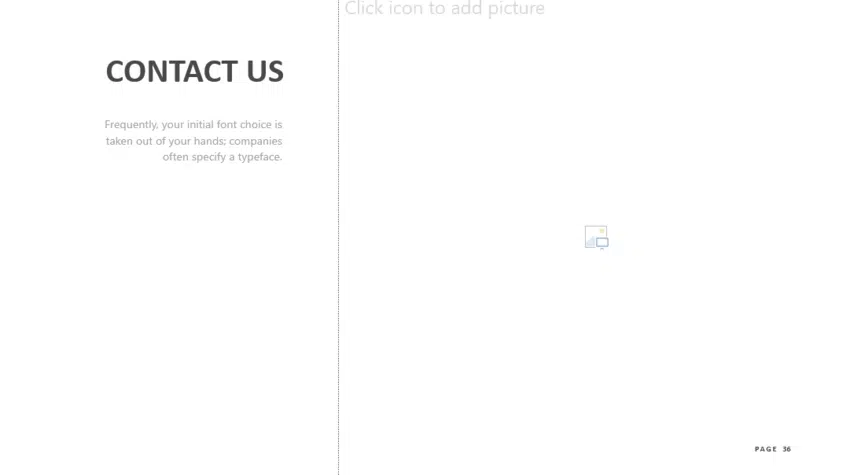 Click icon to add picture
CONTACT US
Frequently, your initial font choice is
taken out of your hands; companies
often specify a typeface.
PAGE 36